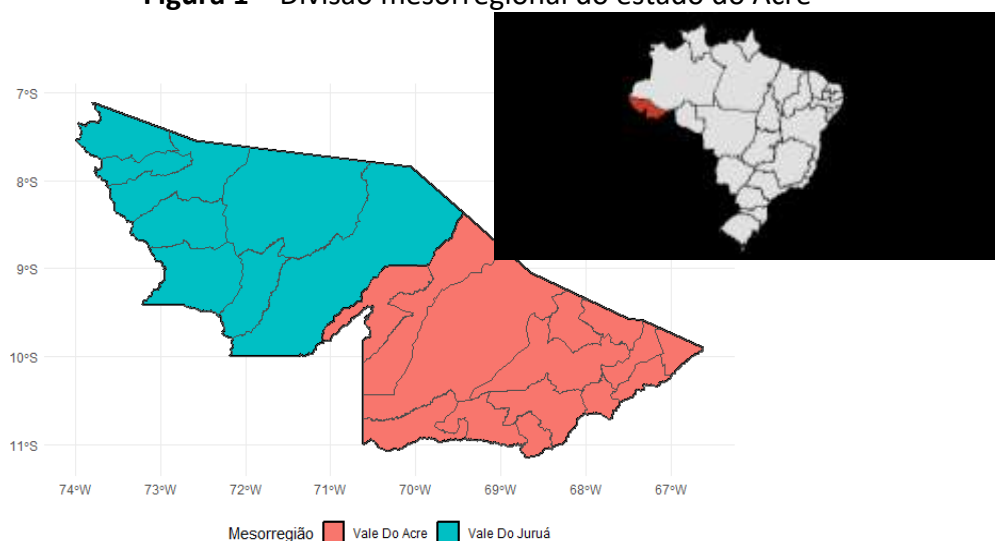 Figura 1 – Divisão mesorregional do estado do Acre
7°S
8°S
9°S
10°S
11°S
74°W 73°W 72°W 71°W 70°W 69°W 68°W 67°W
Mesorregião Vale Do Acre Vale Do Juruá